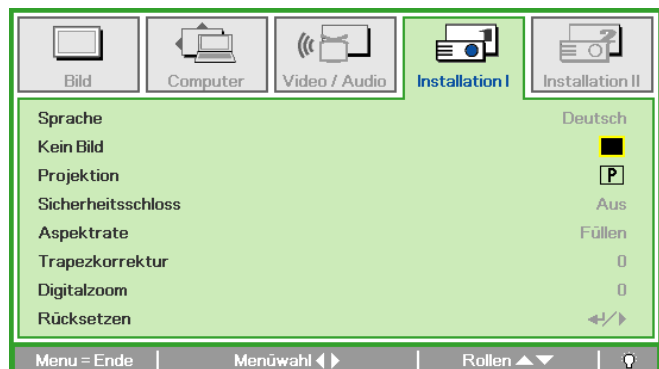 Bild Computer Video / Audio Installation I Installation II
Sprache Deutsch
Kein Bild
Projektion P
Sicherheitsschloss Aus
Aspektrate Füllen
Trapezkorrektur 0
Digitalzoom 0
Rücksetzen
Menu = Ende Menüwahl Rollen